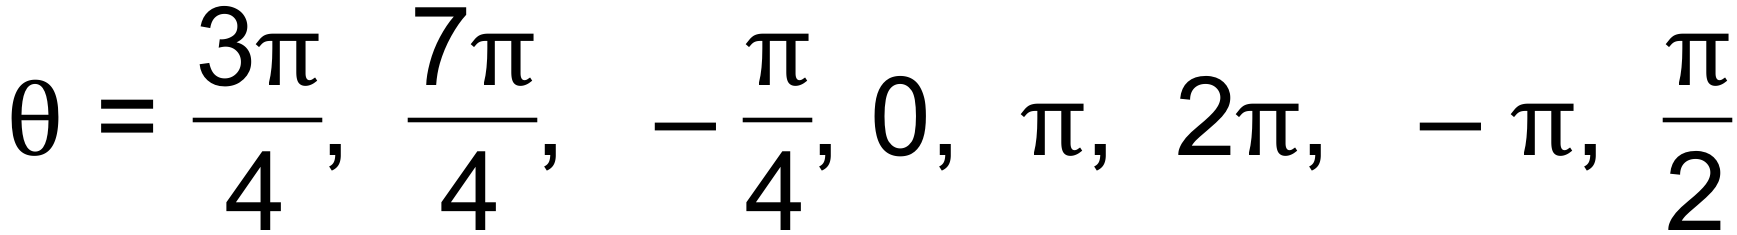 θ = 3π/4, 7π/4, – π/4, 0, π, 2π, – π, π/2